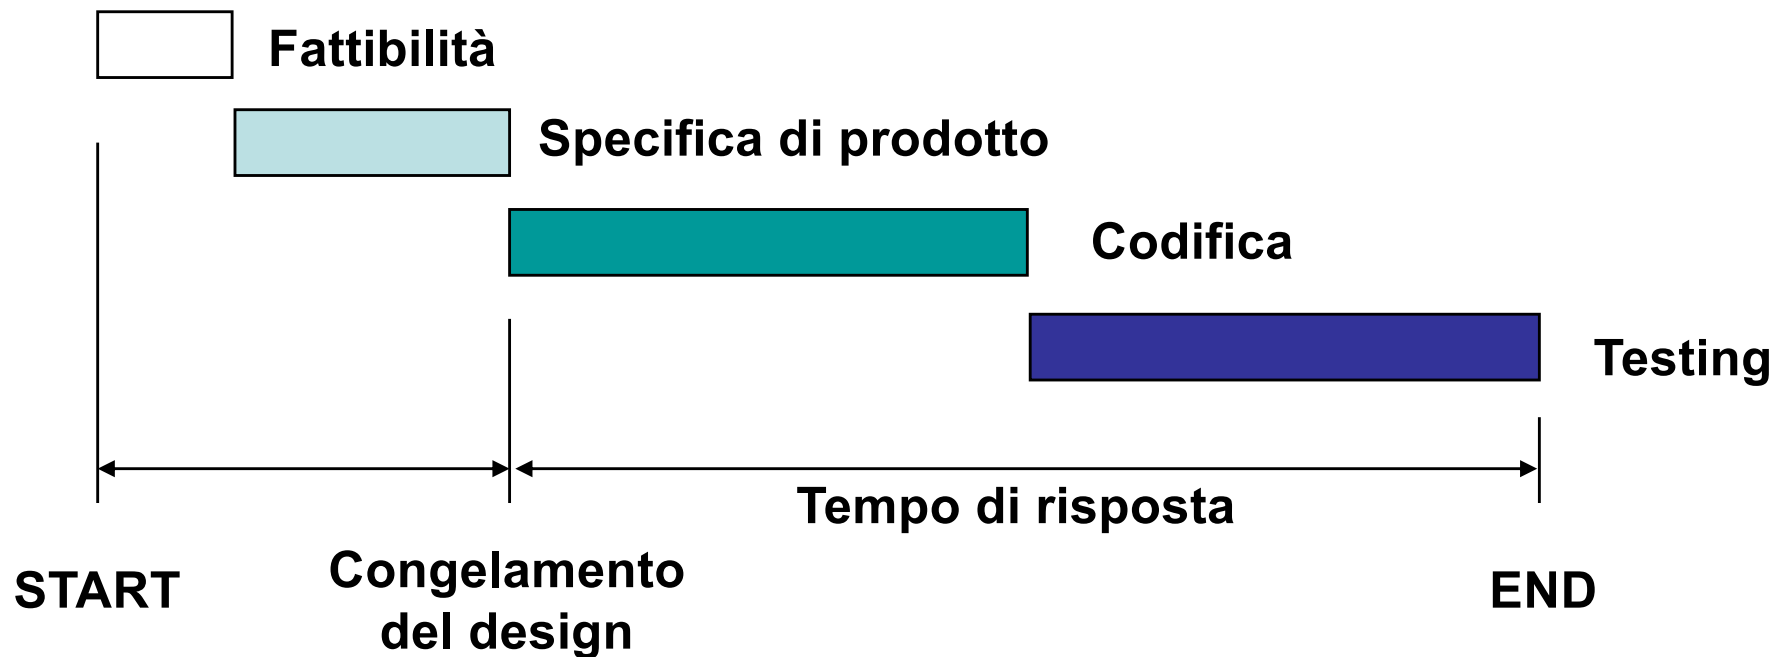 Fattibilità
Specifica di prodotto
Codifica
Testing
Tempo di risposta
START
Congelamento
del design
END